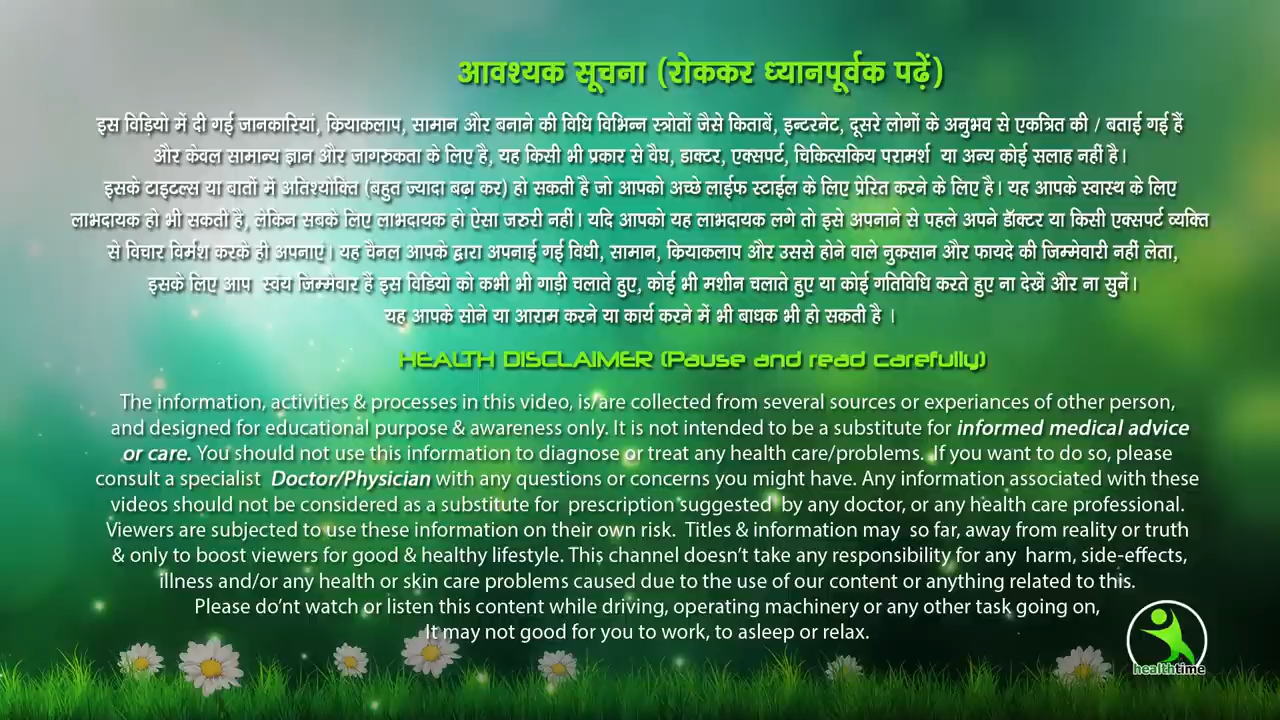 आवश्यक सूचना (रोककर ध्यानपूर्वक पढ़ें)
इस विड़ियो में दी गई जानकारियां, क्रियाकलाप, सामान और बनाने की विधि विभिन्न स्त्रोतों जैसे किताबें, इन्टरनेट, दूसरे लोगों के अनुभव से एकत्रित की / बताई गई हैं
और केवल सामान्य ज्ञान और जागरुकता के लिए है, यह किसी भी प्रकार से वैघ, डाक्टर, एक्सपर्ट, चिकित्सकिय परामर्श या अन्य कोई सलाह नहीं है।
इसके टाइटल्स या बातों में अतिश्योक्ति (बहुत ज्यादा बढ़ा कर) हो सकती है जो आपको अच्छे लाईफ स्टाईल के लिए प्रेरित करने के लिए है। यह आपके स्वास्थ के लिए
लाभदायक हो भी सकती है, लेकिन सबके लिए लाभदायक हो ऐसा जरुरी नहीं। यदि आपको यह लाभदायक लगे तो इसे अपनाने से पहले अपने डॉक्टर या किसी एक्सपर्ट व्यक्ति
से विचार विर्मश करके ही अपनाएं। यह चैनल आपके द्वारा अपनाई गई विधी, सामान, क्रियाकलाप और उससे होने वाले नुकसान और फायदे की जिम्मेवारी नहीं लेता,
इसके लिए आप स्वंय जिम्मेवार हैं इस विडियो को कभी भी गाड़ी चलाते हुए, कोई भी मशीन चलाते हुए या कोई गतिविधि करते हुए ना देखें और ना सुनें।
यह आपके सोने या आराम करने या कार्य करने में भी बाधक भी हो सकती है ।
HEALTH DISCLAIMER (Pause and read carefully)
The information, activities & processes in this video, is/are collected from several sources or experiances of other person,
and designed for educational purpose & awareness only. It is not intended to be a substitute for informed medical advice
or care. You should not use this information to diagnose or treat any health care/problems. If you want to do so, please
consult a specialist Doctor/Physician with any questions or concerns you might have. Any information associated with these
videos should not be considered as a substitute for prescription suggested by any doctor, or any health care professional.
Viewers are subjected to use these information on their own risk. Titles & information may so far, away from reality or truth
& only to boost viewers for good & healthy lifestyle. This channel doesn't take any responsibility for any harm, side-effects,
illness and/or any health or skin care problems caused due to the use of our content or anything related to this.
Please do'nt watch or listen this content while driving, operating machinery or any other task going on,
It may not good for you to work, to asleep or relax.
healthtime